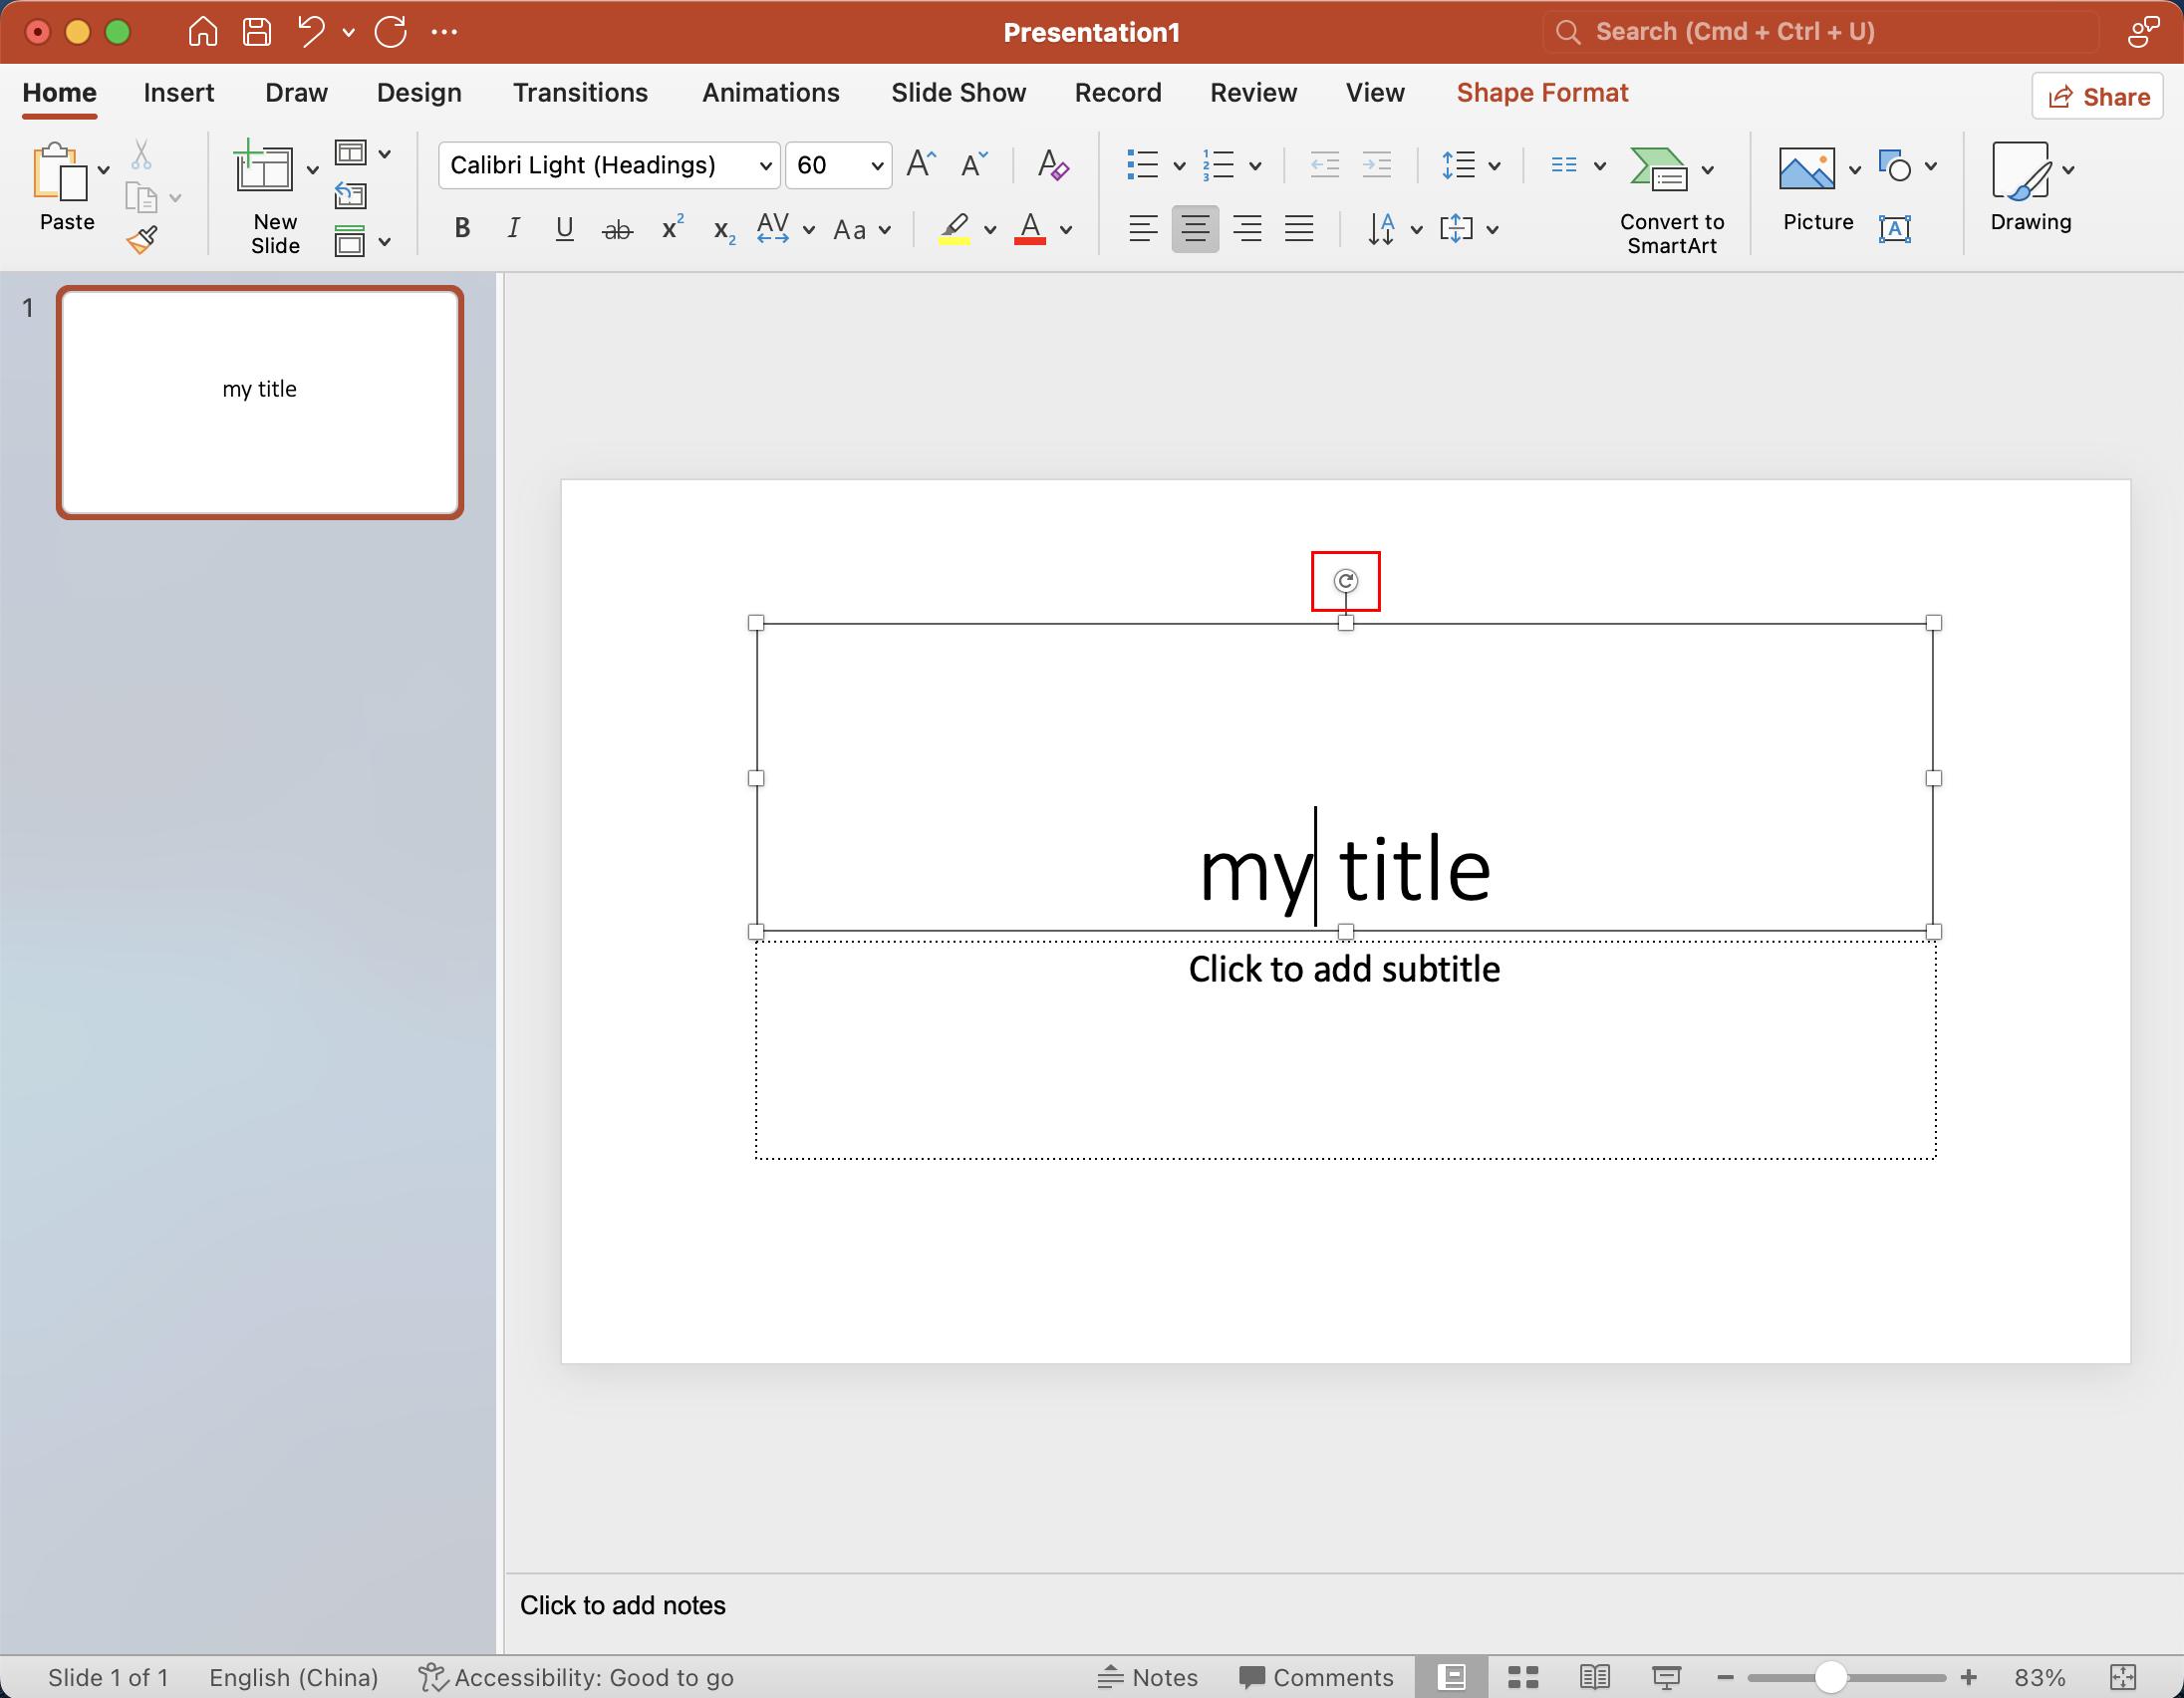 Presentation1
Search (Cmd + Ctrl + U)
Home Insert Draw Design Transitions Animations Slide Show Record Review View Shape Format Share
Calibri Light (Headings) 60
Paste
New Slide
B I U ab x² x₂ AV Aa A
Convert to SmartArt
Picture
Drawing
1
my title
my title
Click to add subtitle
Click to add notes
Slide 1 of 1 English (China) Accessibility: Good to go Notes Comments 83%